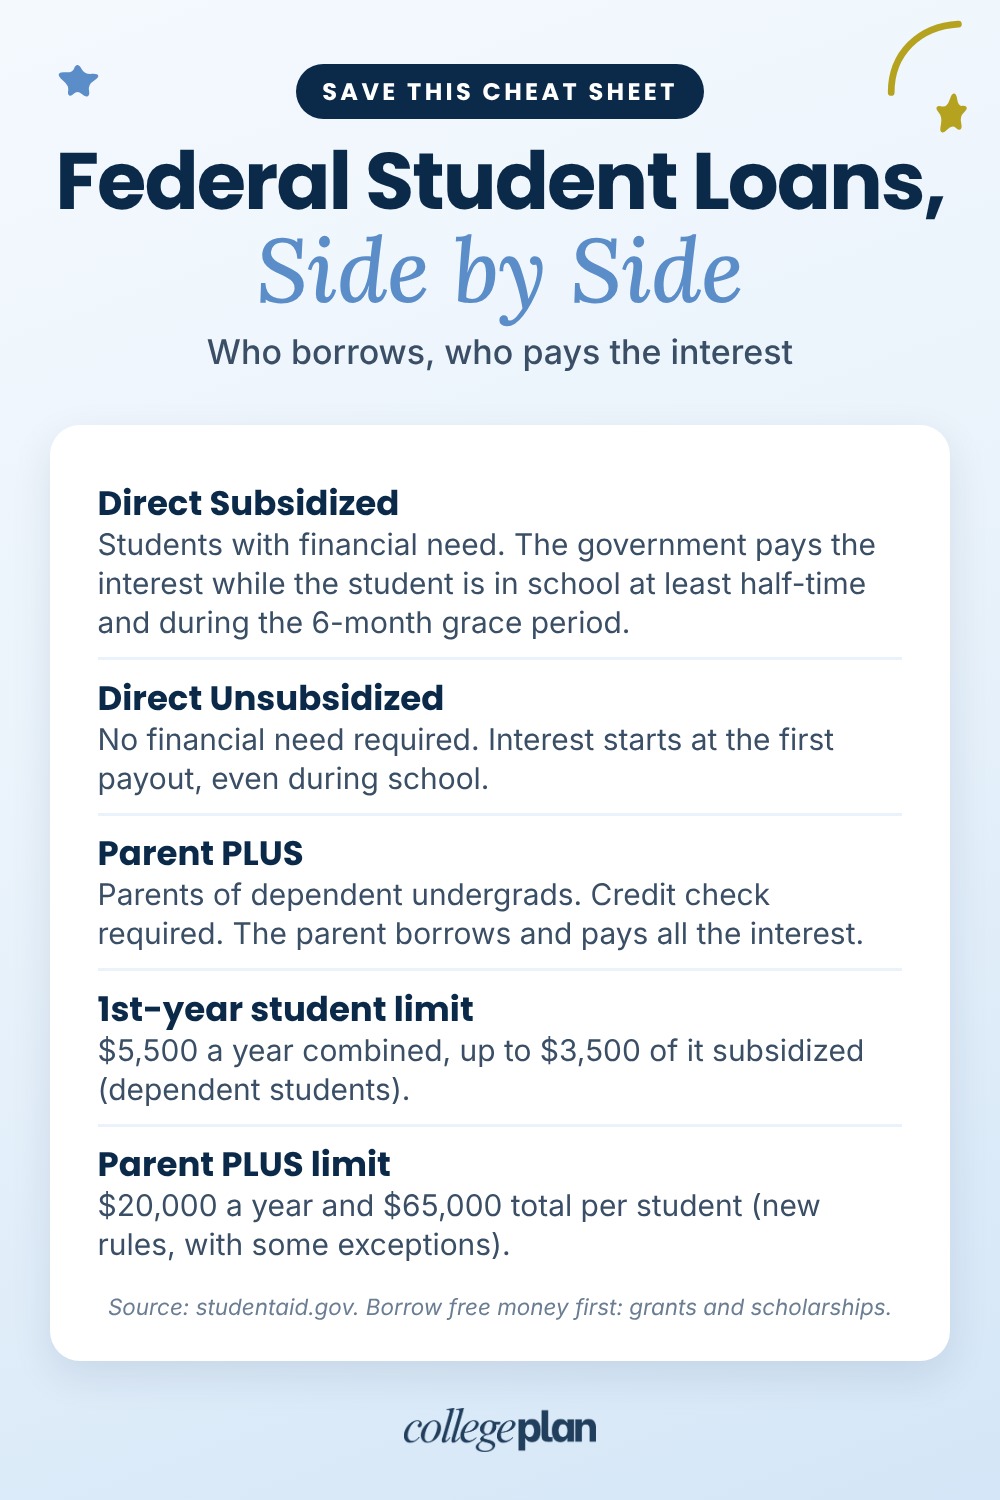 SAVE THIS CHEAT SHEET
Federal Student Loans,
Side by Side
Who borrows, who pays the interest
Direct Subsidized
Students with financial need. The government pays the
interest while the student is in school at least half-time
and during the 6-month grace period.
Direct Unsubsidized
No financial need required. Interest starts at the first
payout, even during school.
Parent PLUS
Parents of dependent undergrads. Credit check
required. The parent borrows and pays all the interest.
1st-year student limit
$5,500 a year combined, up to $3,500 of it subsidized
(dependent students).
Parent PLUS limit
$20,000 a year and $65,000 total per student (new
rules, with some exceptions).
Source: studentaid.gov. Borrow free money first: grants and scholarships.
collegeplan